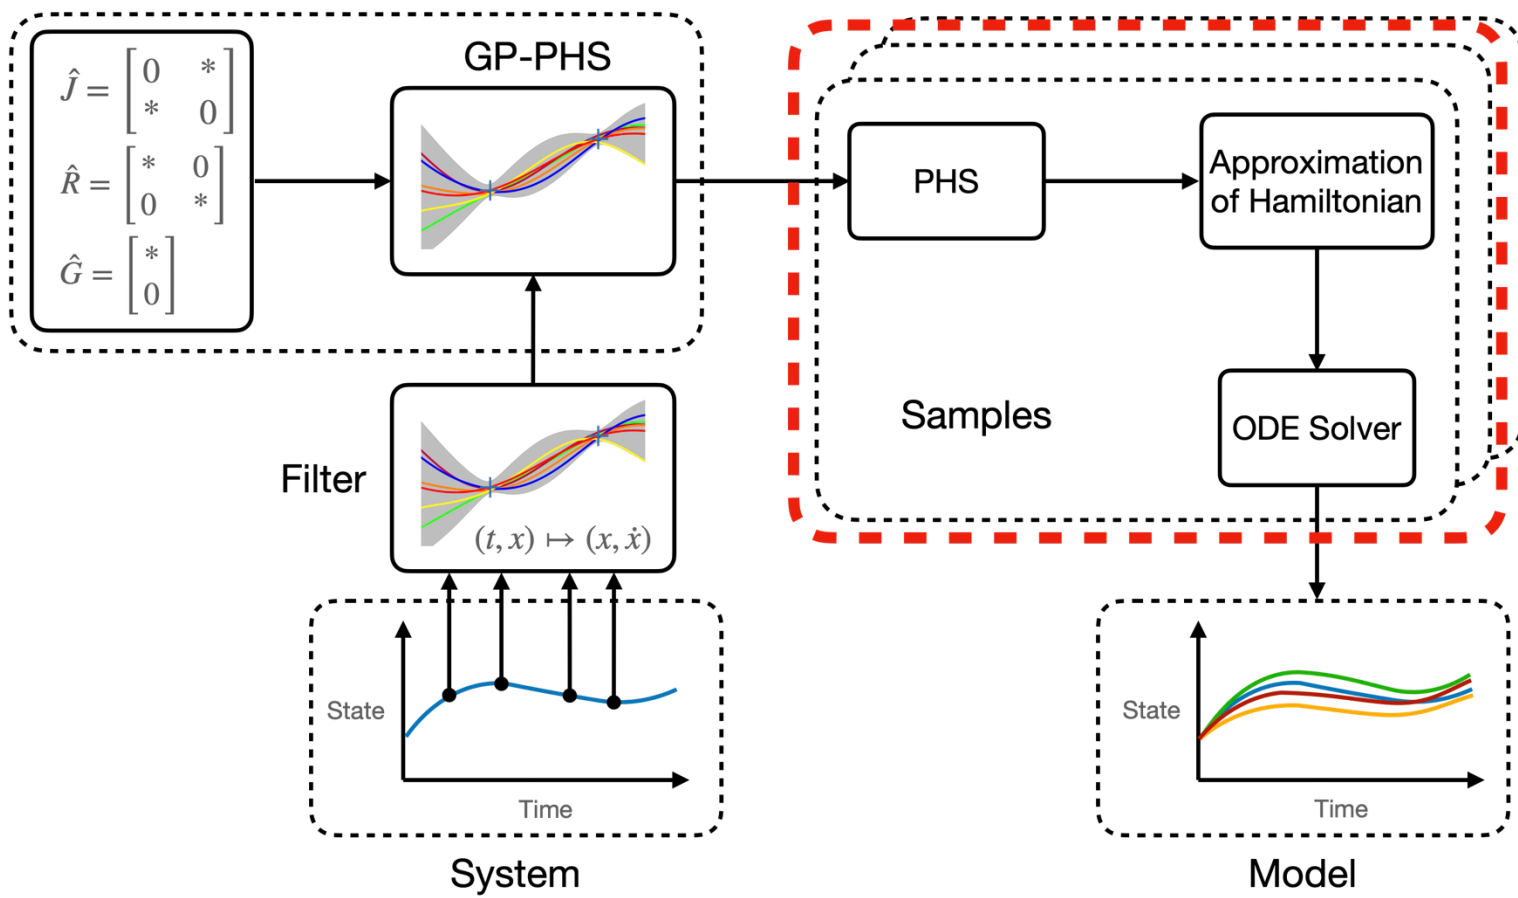 GP-PHS
Ĵ = [0 *
* 0]
R̂ = [* 0
0 *]
Ĝ = [*
0]
PHS
Approximation
of Hamiltonian
Samples
ODE Solver
Filter
(t, x) ↦ (x, ẋ)
State
Time
System
State
Time
Model